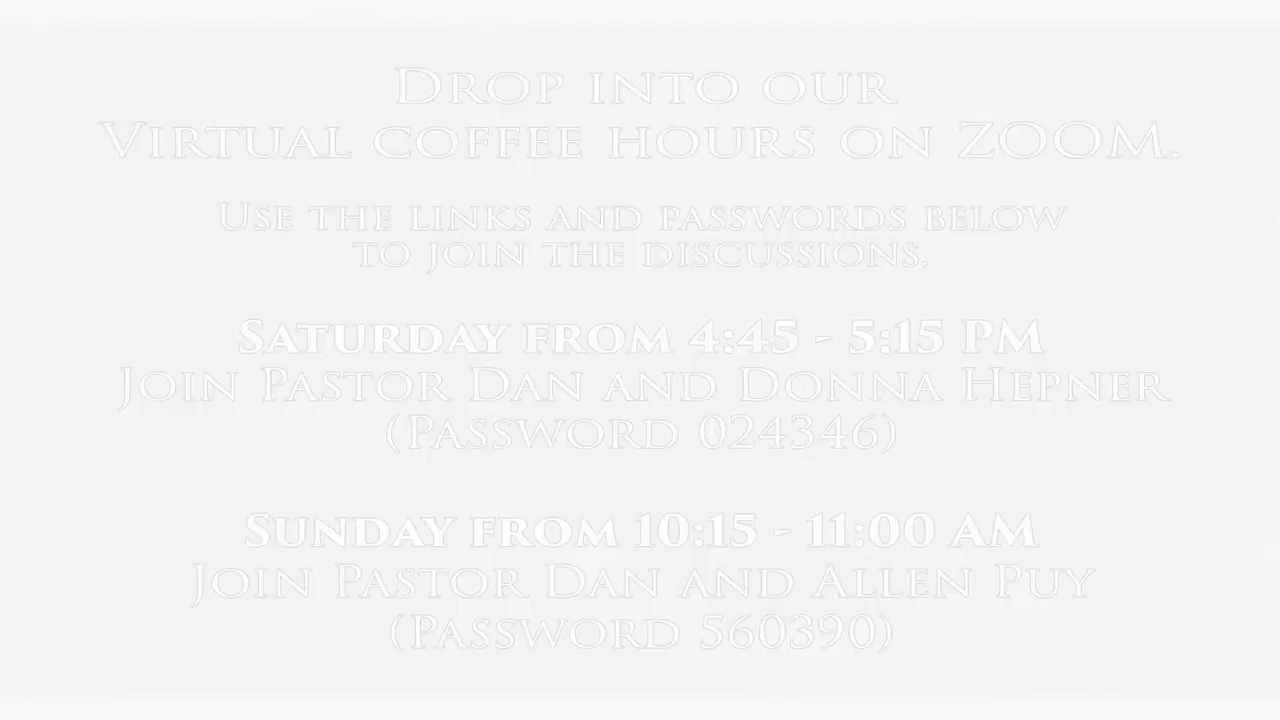 Drop into our
Virtual coffee hours on ZOOM.
Use the links and passwords below
to join the discussions.
Saturday from 4:45 - 5:15 PM
Join Pastor Dan and Donna Hepner
(Password 024346)
Sunday from 10:15 - 11:00 AM
Join Pastor Dan and Allen Puy
(Password 560390)